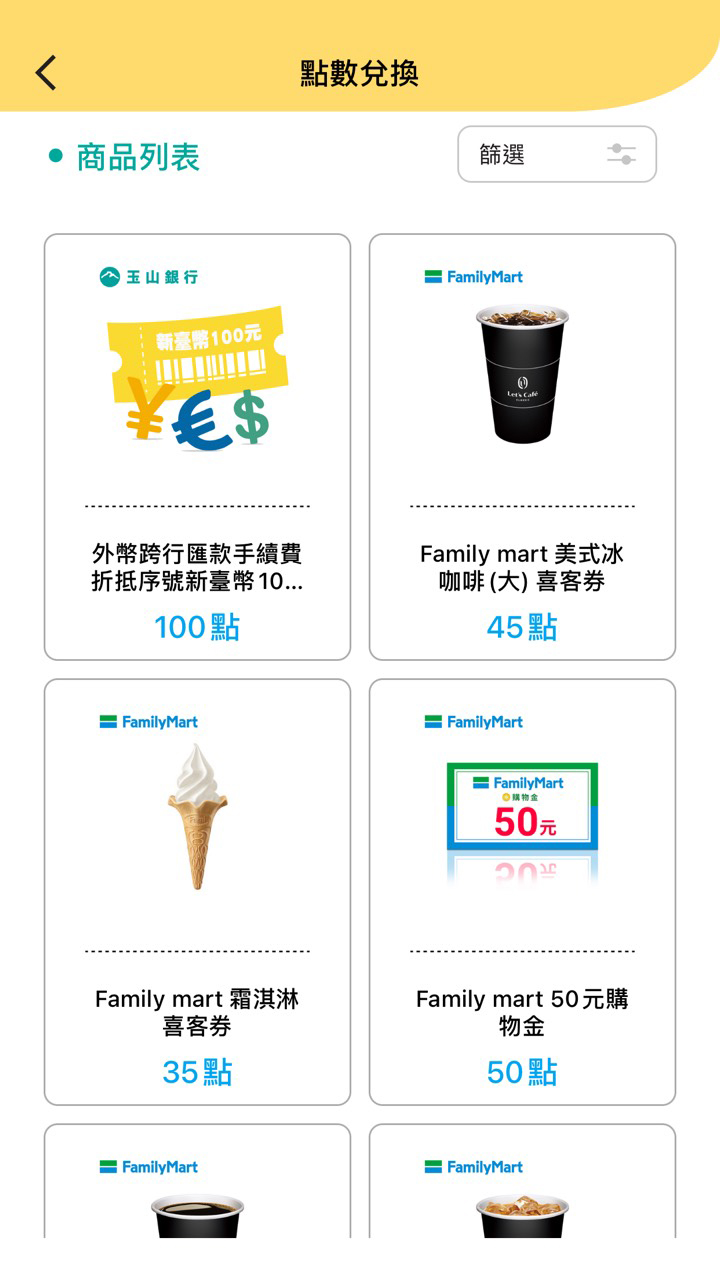 點數兌換
商品列表
篩選
玉山銀行
新臺幣100元
外幣跨行匯款手續費
折抵序號新臺幣10...
100點
FamilyMart
Let's Café
CLASSIC
Family mart 美式冰
咖啡(大) 喜客券
45點
FamilyMart
Family mart 霜淇淋
喜客券
35點
FamilyMart
FamilyMart
購物金
50元
Family mart 50元購
物金
50點
FamilyMart
FamilyMart